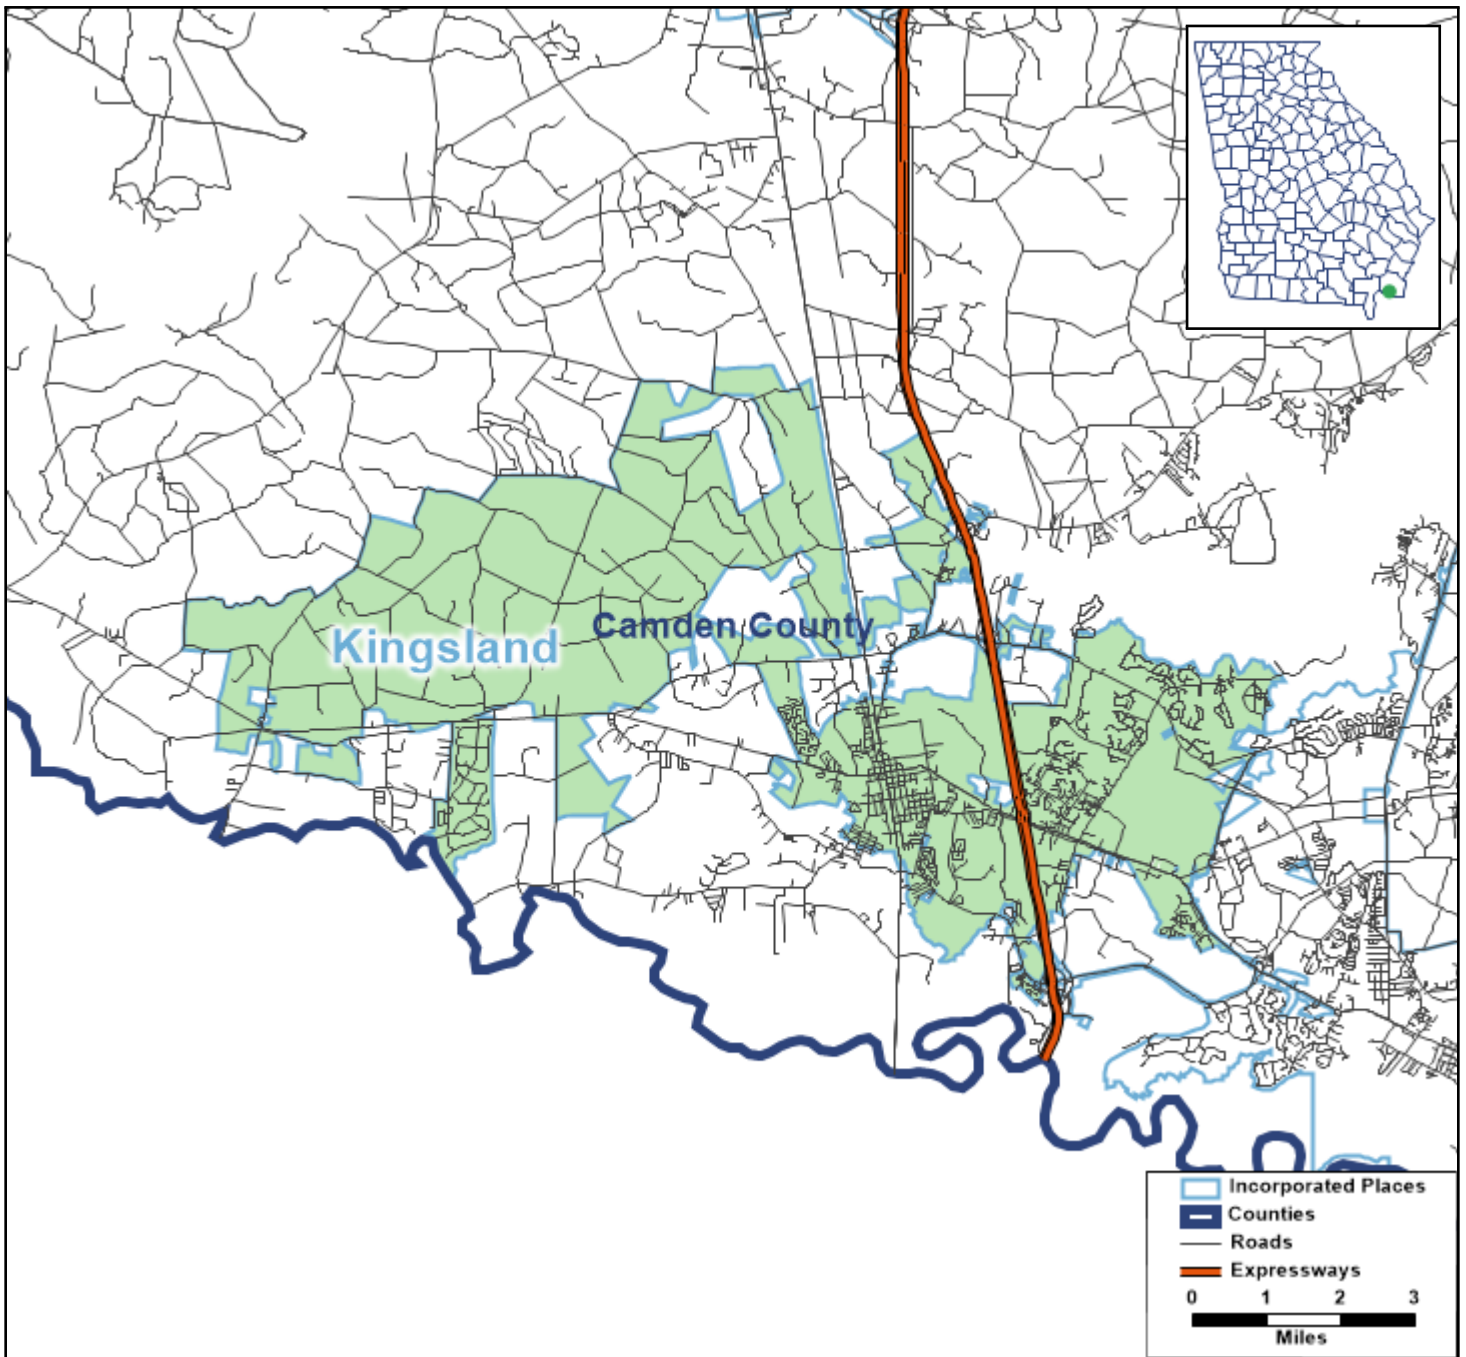 Camden County
Kingsland
Incorporated Places
Counties
Roads
Expressways
0 1 2 3
Miles